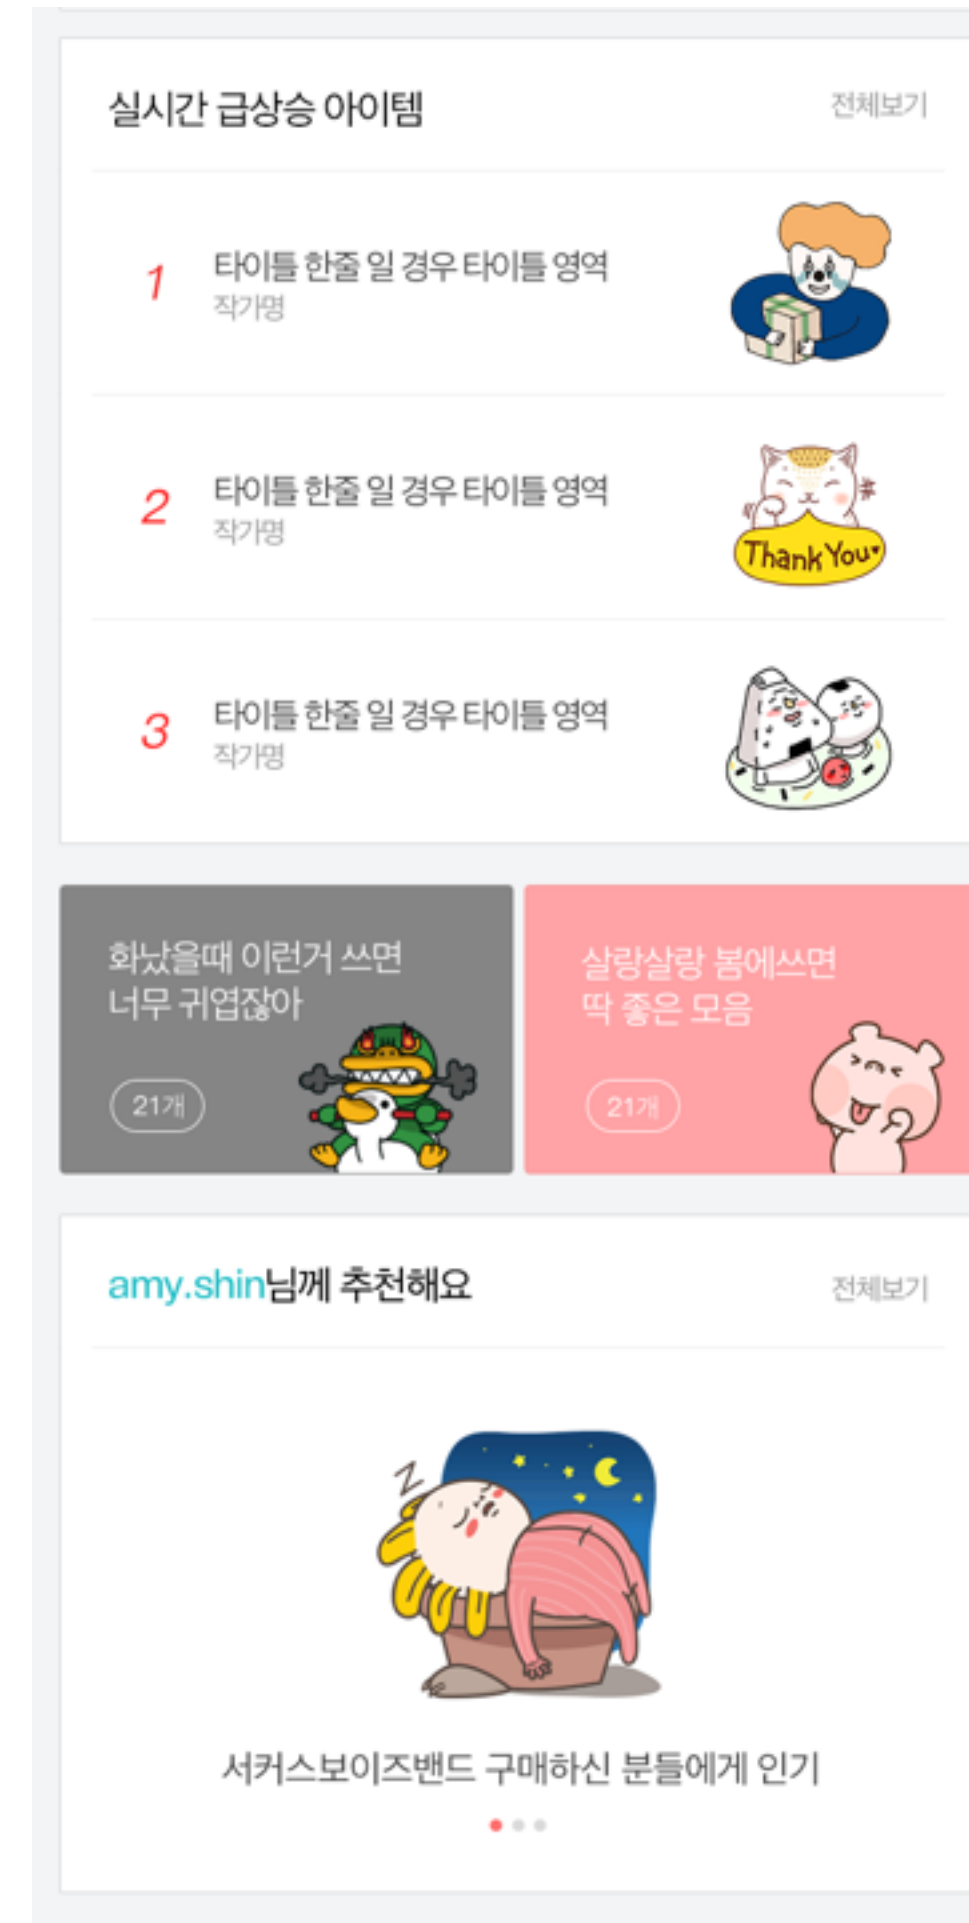 실시간 급상승 아이템
전체보기
1
타이틀 한줄 일 경우 타이틀 영역
작가명
2
타이틀 한줄 일 경우 타이틀 영역
작가명
Thank You
3
타이틀 한줄 일 경우 타이틀 영역
작가명
화났을때 이런거 쓰면
너무 귀엽잖아
21개
살랑살랑 봄에쓰면
딱 좋은 모음
21개
amy.shin님께 추천해요
전체보기
Z
서커스보이즈밴드 구매하신 분들에게 인기